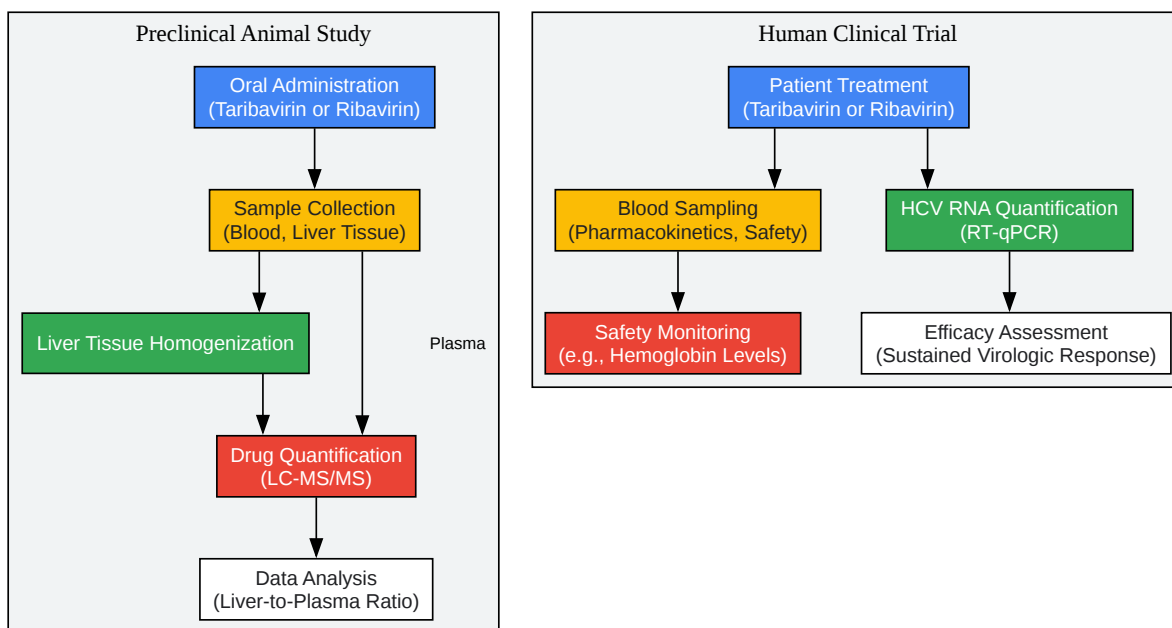 Preclinical Animal Study
Oral Administration
(Taribavirin or Ribavirin)
Sample Collection
(Blood, Liver Tissue)
Liver Tissue Homogenization
Plasma
Drug Quantification
(LC-MS/MS)
Data Analysis
(Liver-to-Plasma Ratio)
Human Clinical Trial
Patient Treatment
(Taribavirin or Ribavirin)
Blood Sampling
(Pharmacokinetics, Safety)
HCV RNA Quantification
(RT-qPCR)
Safety Monitoring
(e.g., Hemoglobin Levels)
Efficacy Assessment
(Sustained Virologic Response)